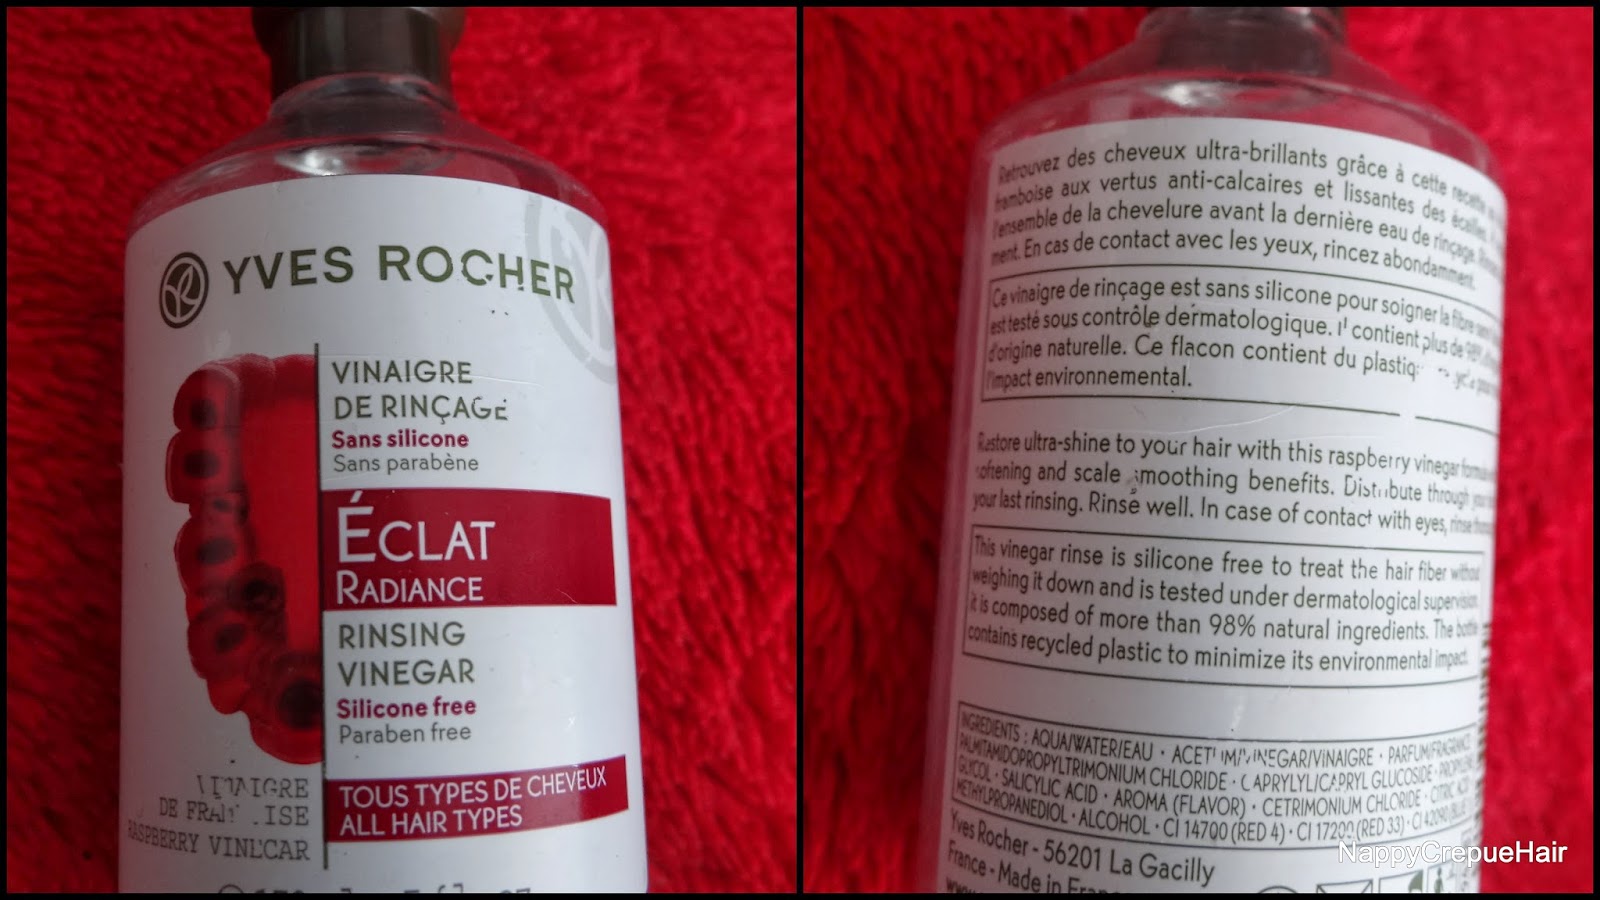 YVES ROCHER
VINAIGRE
DE RINÇAGE
Sans silicone
Sans parabène
ÉCLAT
RADIANCE
RINSING
VINEGAR
Silicone free
Paraben free
TOUS TYPES DE CHEVEUX
ALL HAIR TYPES
VINAIGRE
DE FRAMBOISE
RASPBERRY VINEGAR
Retrouvez des cheveux ultra-brillants grâce à cette recette
framboise aux vertus anti-calcaires et lissantes des écailles.
l'ensemble de la chevelure avant la dernière eau de rinçage.
ment. En cas de contact avec les yeux, rincez abondamment.
Ce vinaigre de rinçage est sans silicone pour soigner la fibre
est testé sous contrôle dermatologique. Il contient plus de 98%
d'origine naturelle. Ce flacon contient du plastique
l'impact environnemental.
Restore ultra-shine to your hair with this raspberry vinegar formula
softening and scale smoothing benefits. Distribute through
your last rinsing. Rinse well. In case of contact with eyes, rinse
This vinegar rinse is silicone free to treat the hair fiber without
weighing it down and is tested under dermatological supervision.
it is composed of more than 98% natural ingredients. The bottle
contains recycled plastic to minimize its environmental impact.
INGREDIENTS : AQUA/WATER/EAU • ACETUM/VINEGAR/VINAIGRE • PARFUM/FRAGRANCE
PALMITAMIDOPROPYLTRIMONIUM CHLORIDE • CAPRYLYL/CAPRYL GLUCOSIDE • PROPYLENE
GLYCOL • SALICYLIC ACID • AROMA (FLAVOR) • CETRIMONIUM CHLORIDE • CITRIC ACID
METHYLPROPANEDIOL • ALCOHOL • CI 14700 (RED 4) • CI 17200 (RED 33) • CI 42090 (BLUE
Yves Rocher - 56201 La Gacilly
France - Made in France
NappyCrepueHair